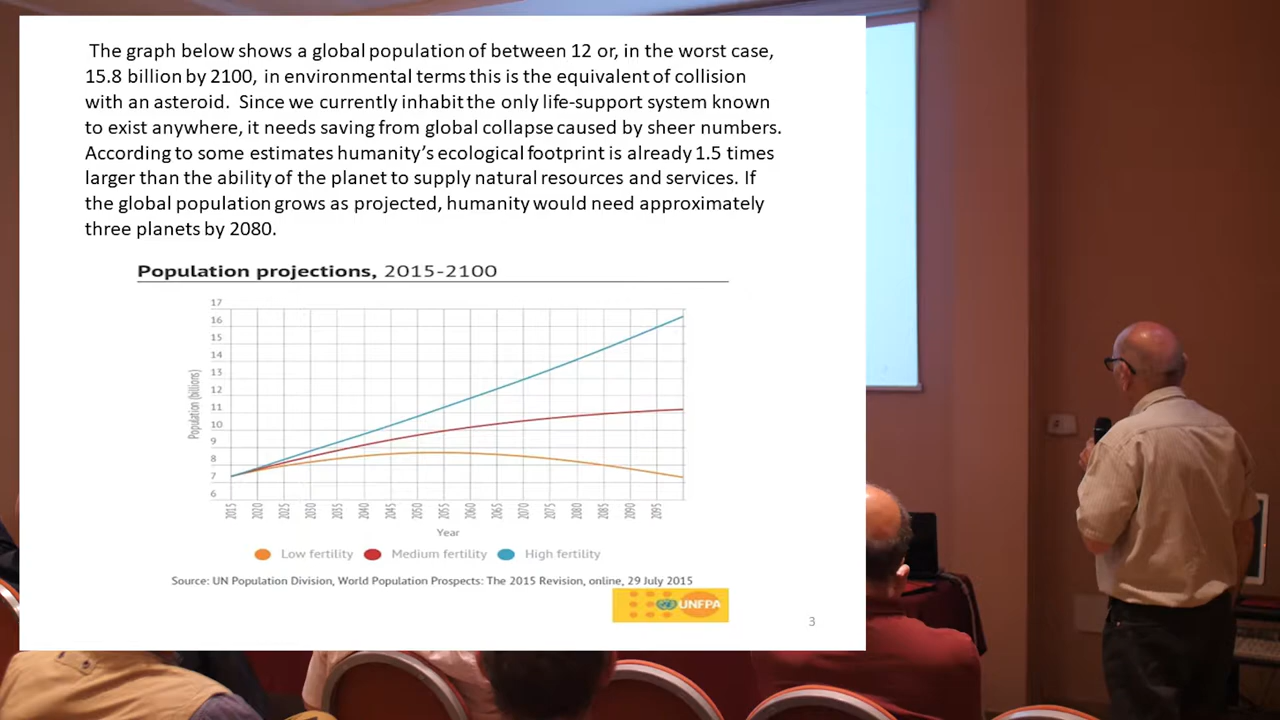 The graph below shows a global population of between 12 or, in the worst case,
15.8 billion by 2100, in environmental terms this is the equivalent of collision
with an asteroid. Since we currently inhabit the only life-support system known
to exist anywhere, it needs saving from global collapse caused by sheer numbers.
According to some estimates humanity's ecological footprint is already 1.5 times
larger than the ability of the planet to supply natural resources and services. If
the global population grows as projected, humanity would need approximately
three planets by 2080.
Population projections, 2015-2100
17
16
15
14
13
12
11
10
9
8
7
6
Population (billions)
2015 2020 2025 2030 2035 2040 2045 2050 2055 2060 2065 2070 2075 2080 2085 2090 2095
Year
Low fertility Medium fertility High fertility
Source: UN Population Division, World Population Prospects: The 2015 Revision, online, 29 July 2015
UNFPA
3